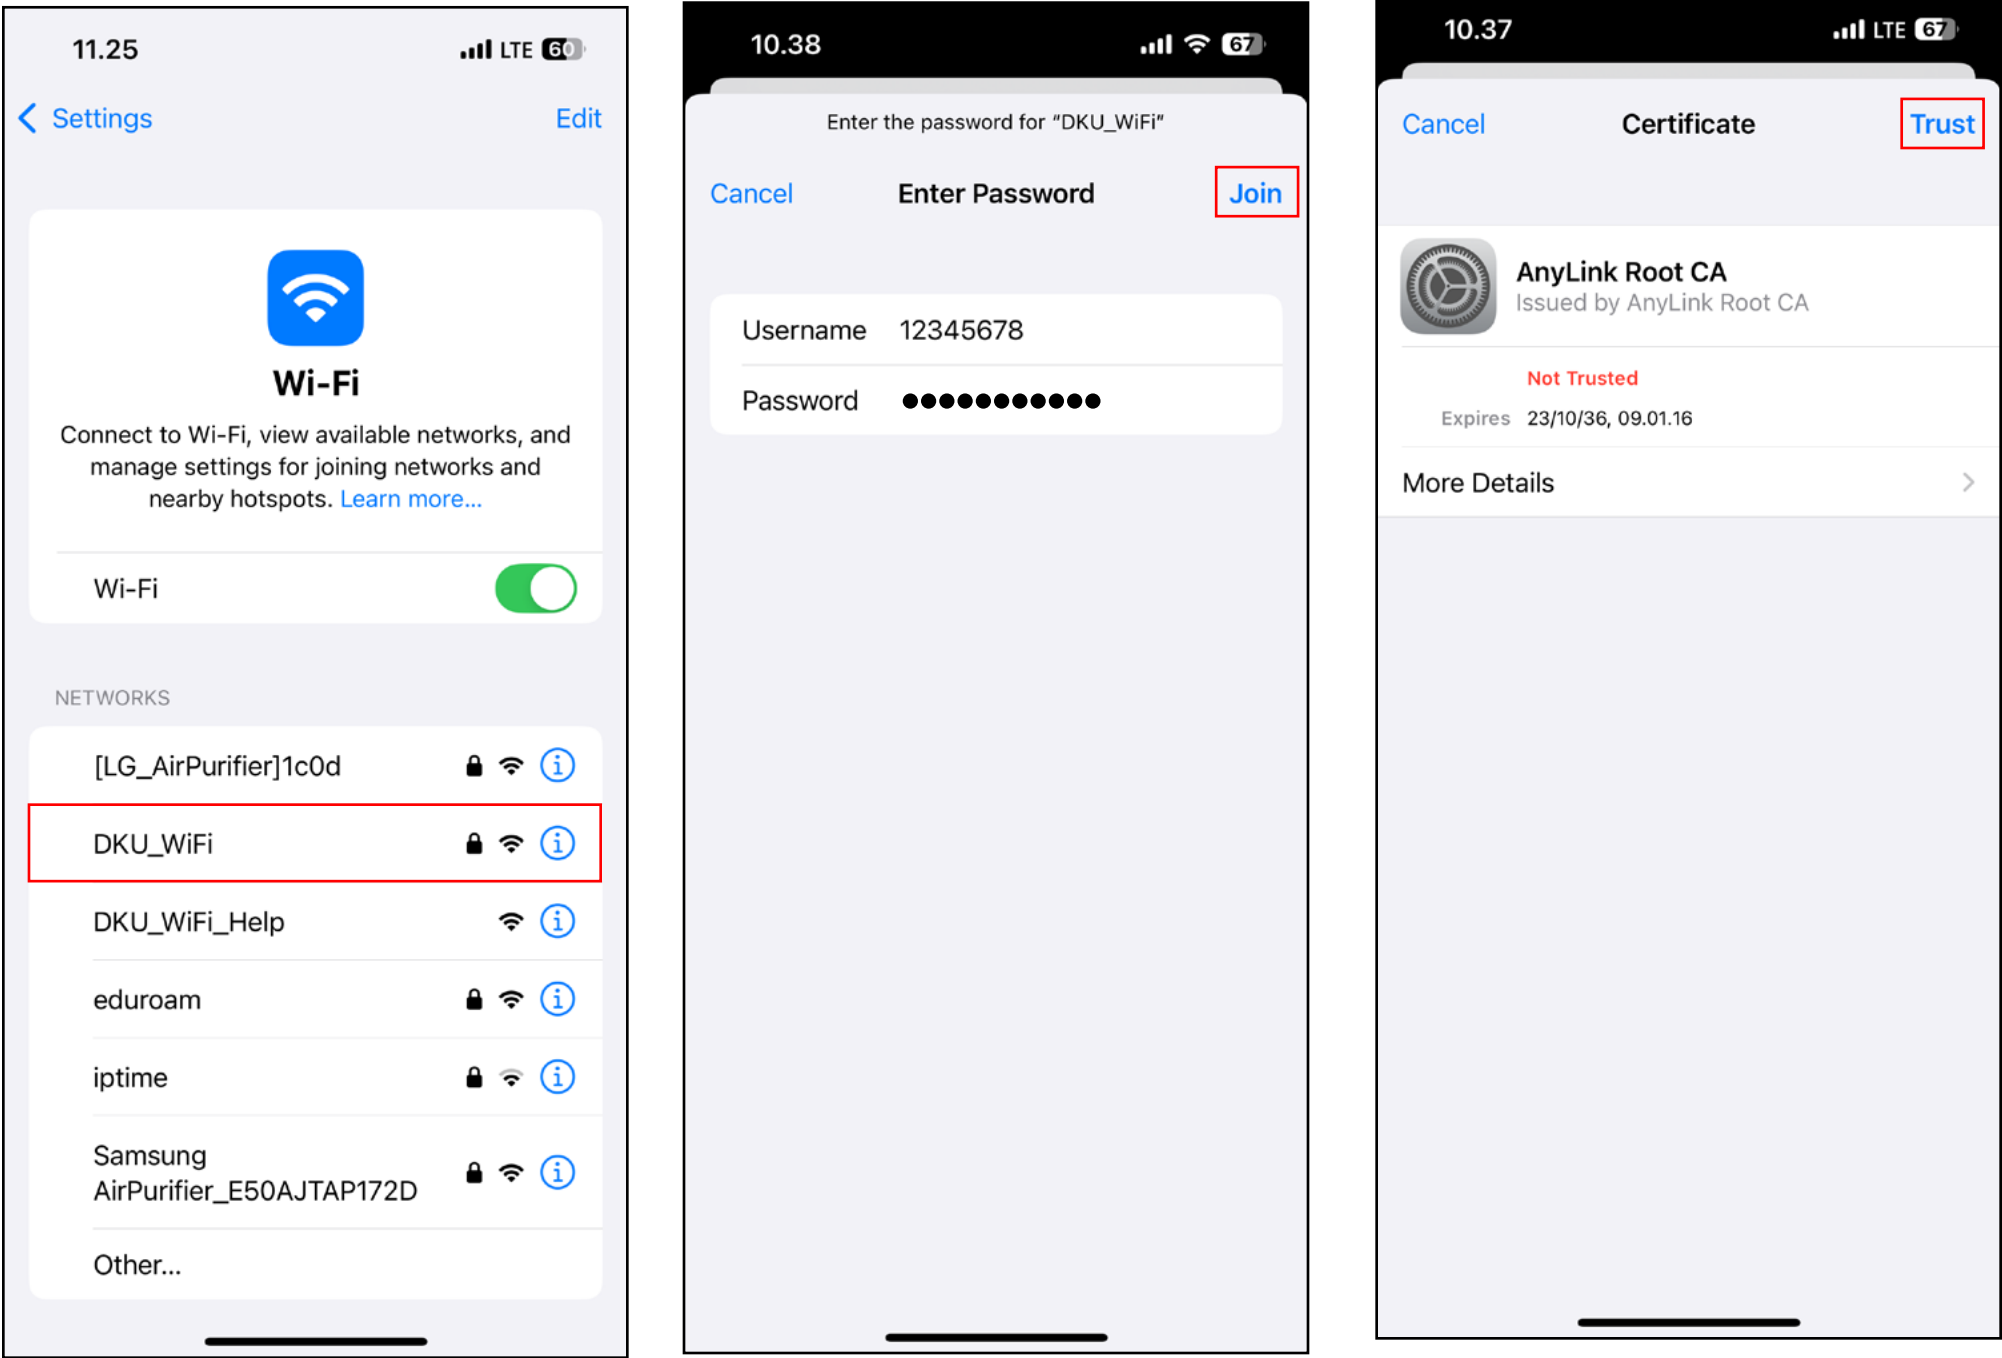 11.25
LTE 60
Settings
Edit
Wi-Fi
Connect to Wi-Fi, view available networks, and
manage settings for joining networks and
nearby hotspots. Learn more...
Wi-Fi
NETWORKS
[LG_AirPurifier]1c0d
DKU_WiFi
DKU_WiFi_Help
eduroam
iptime
Samsung
AirPurifier_E50AJTAP172D
Other...
10.38
67
Enter the password for “DKU_WiFi”
Cancel
Enter Password
Join
Username 12345678
Password ●●●●●●●●●●●
10.37
LTE 67
Cancel
Certificate
Trust
AnyLink Root CA
Issued by AnyLink Root CA
Not Trusted
Expires 23/10/36, 09.01.16
More Details